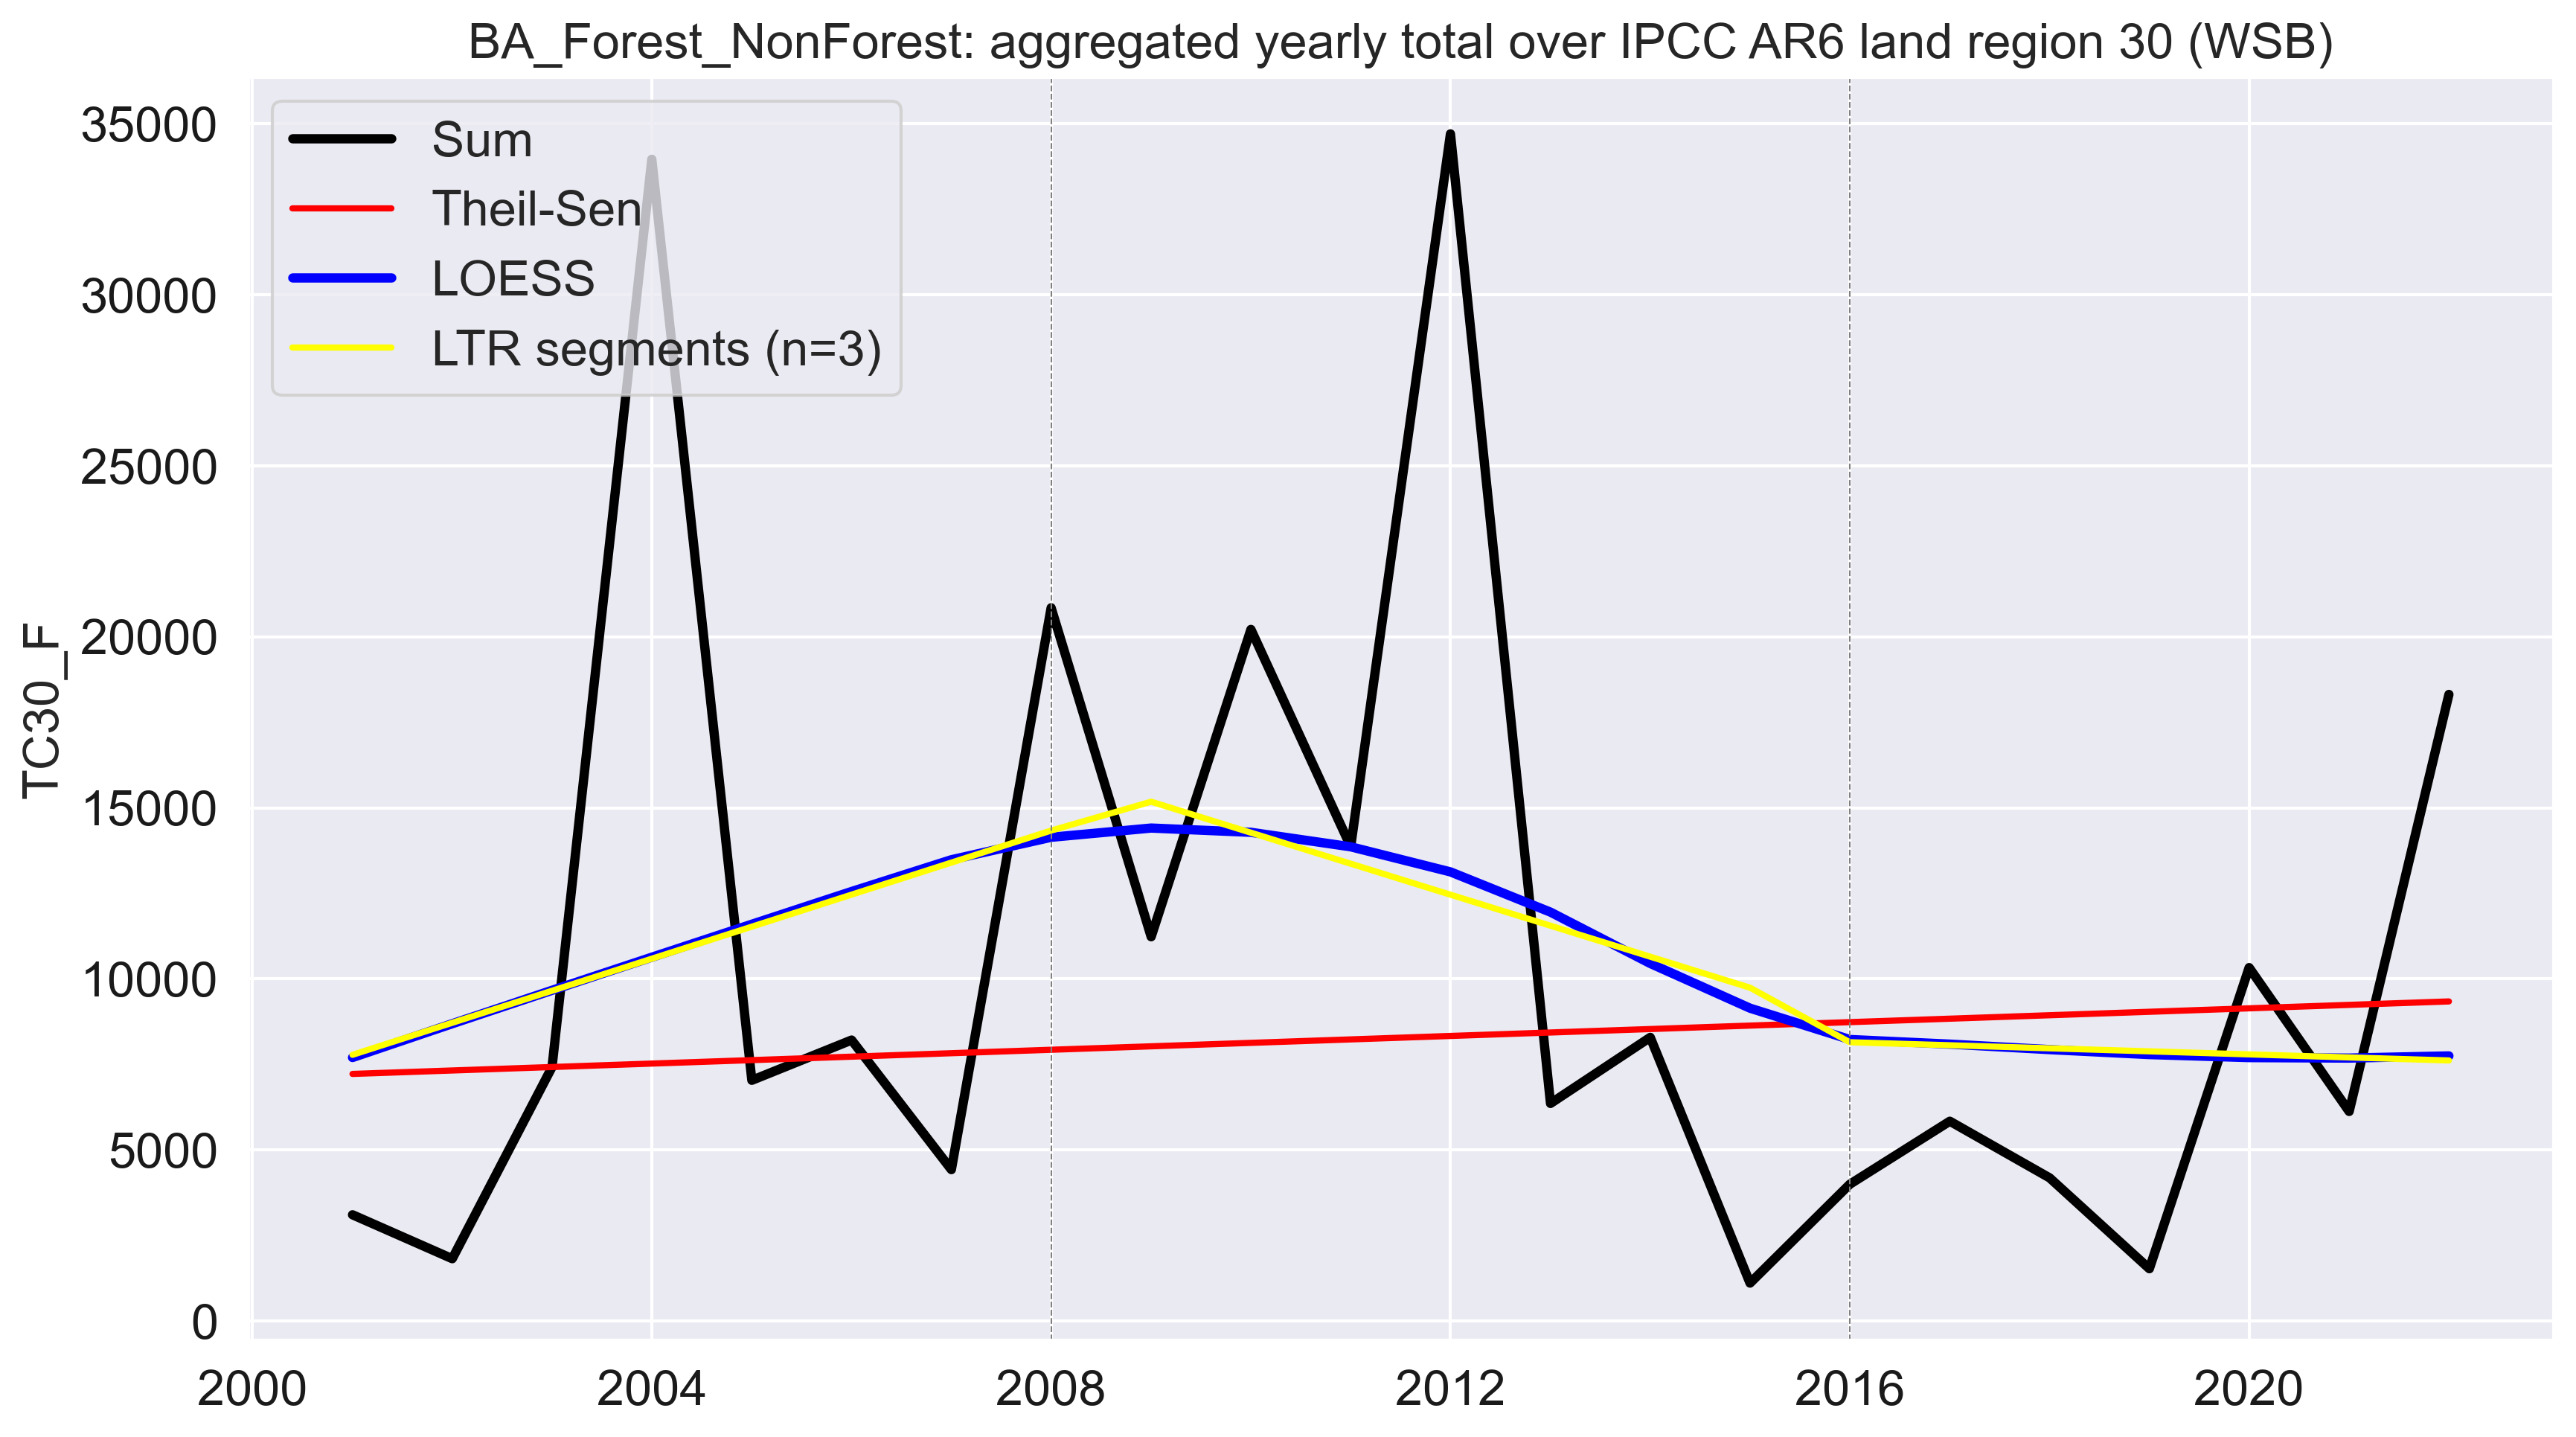 BA_Forest_NonForest: aggregated yearly total over IPCC AR6 land region 30 (WSB)
35000
30000
25000
20000
15000
10000
5000
0
TC30_F
Sum
Theil-Sen
LOESS
LTR segments (n=3)
2000 2004 2008 2012 2016 2020